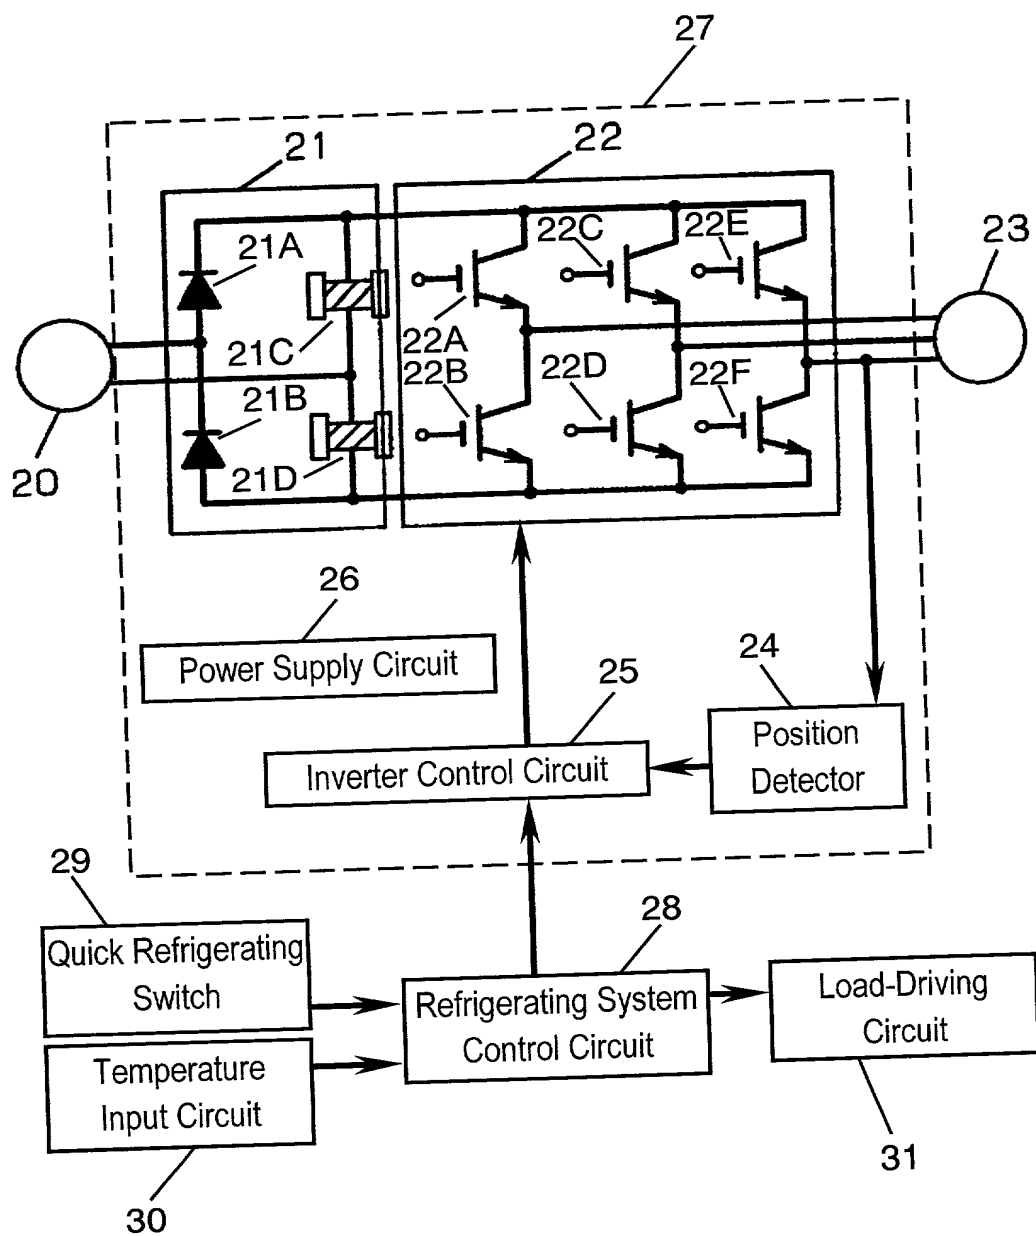 27
21
22
21A
22C
22E
23
22A
21C
22B
21B
22D
22F
20
21D
26
Power Supply Circuit
24
25
Position
Detector
Inverter Control Circuit
29
Quick Refrigerating
Switch
28
Refrigerating System
Control Circuit
Load-Driving
Circuit
Temperature
Input Circuit
31
30